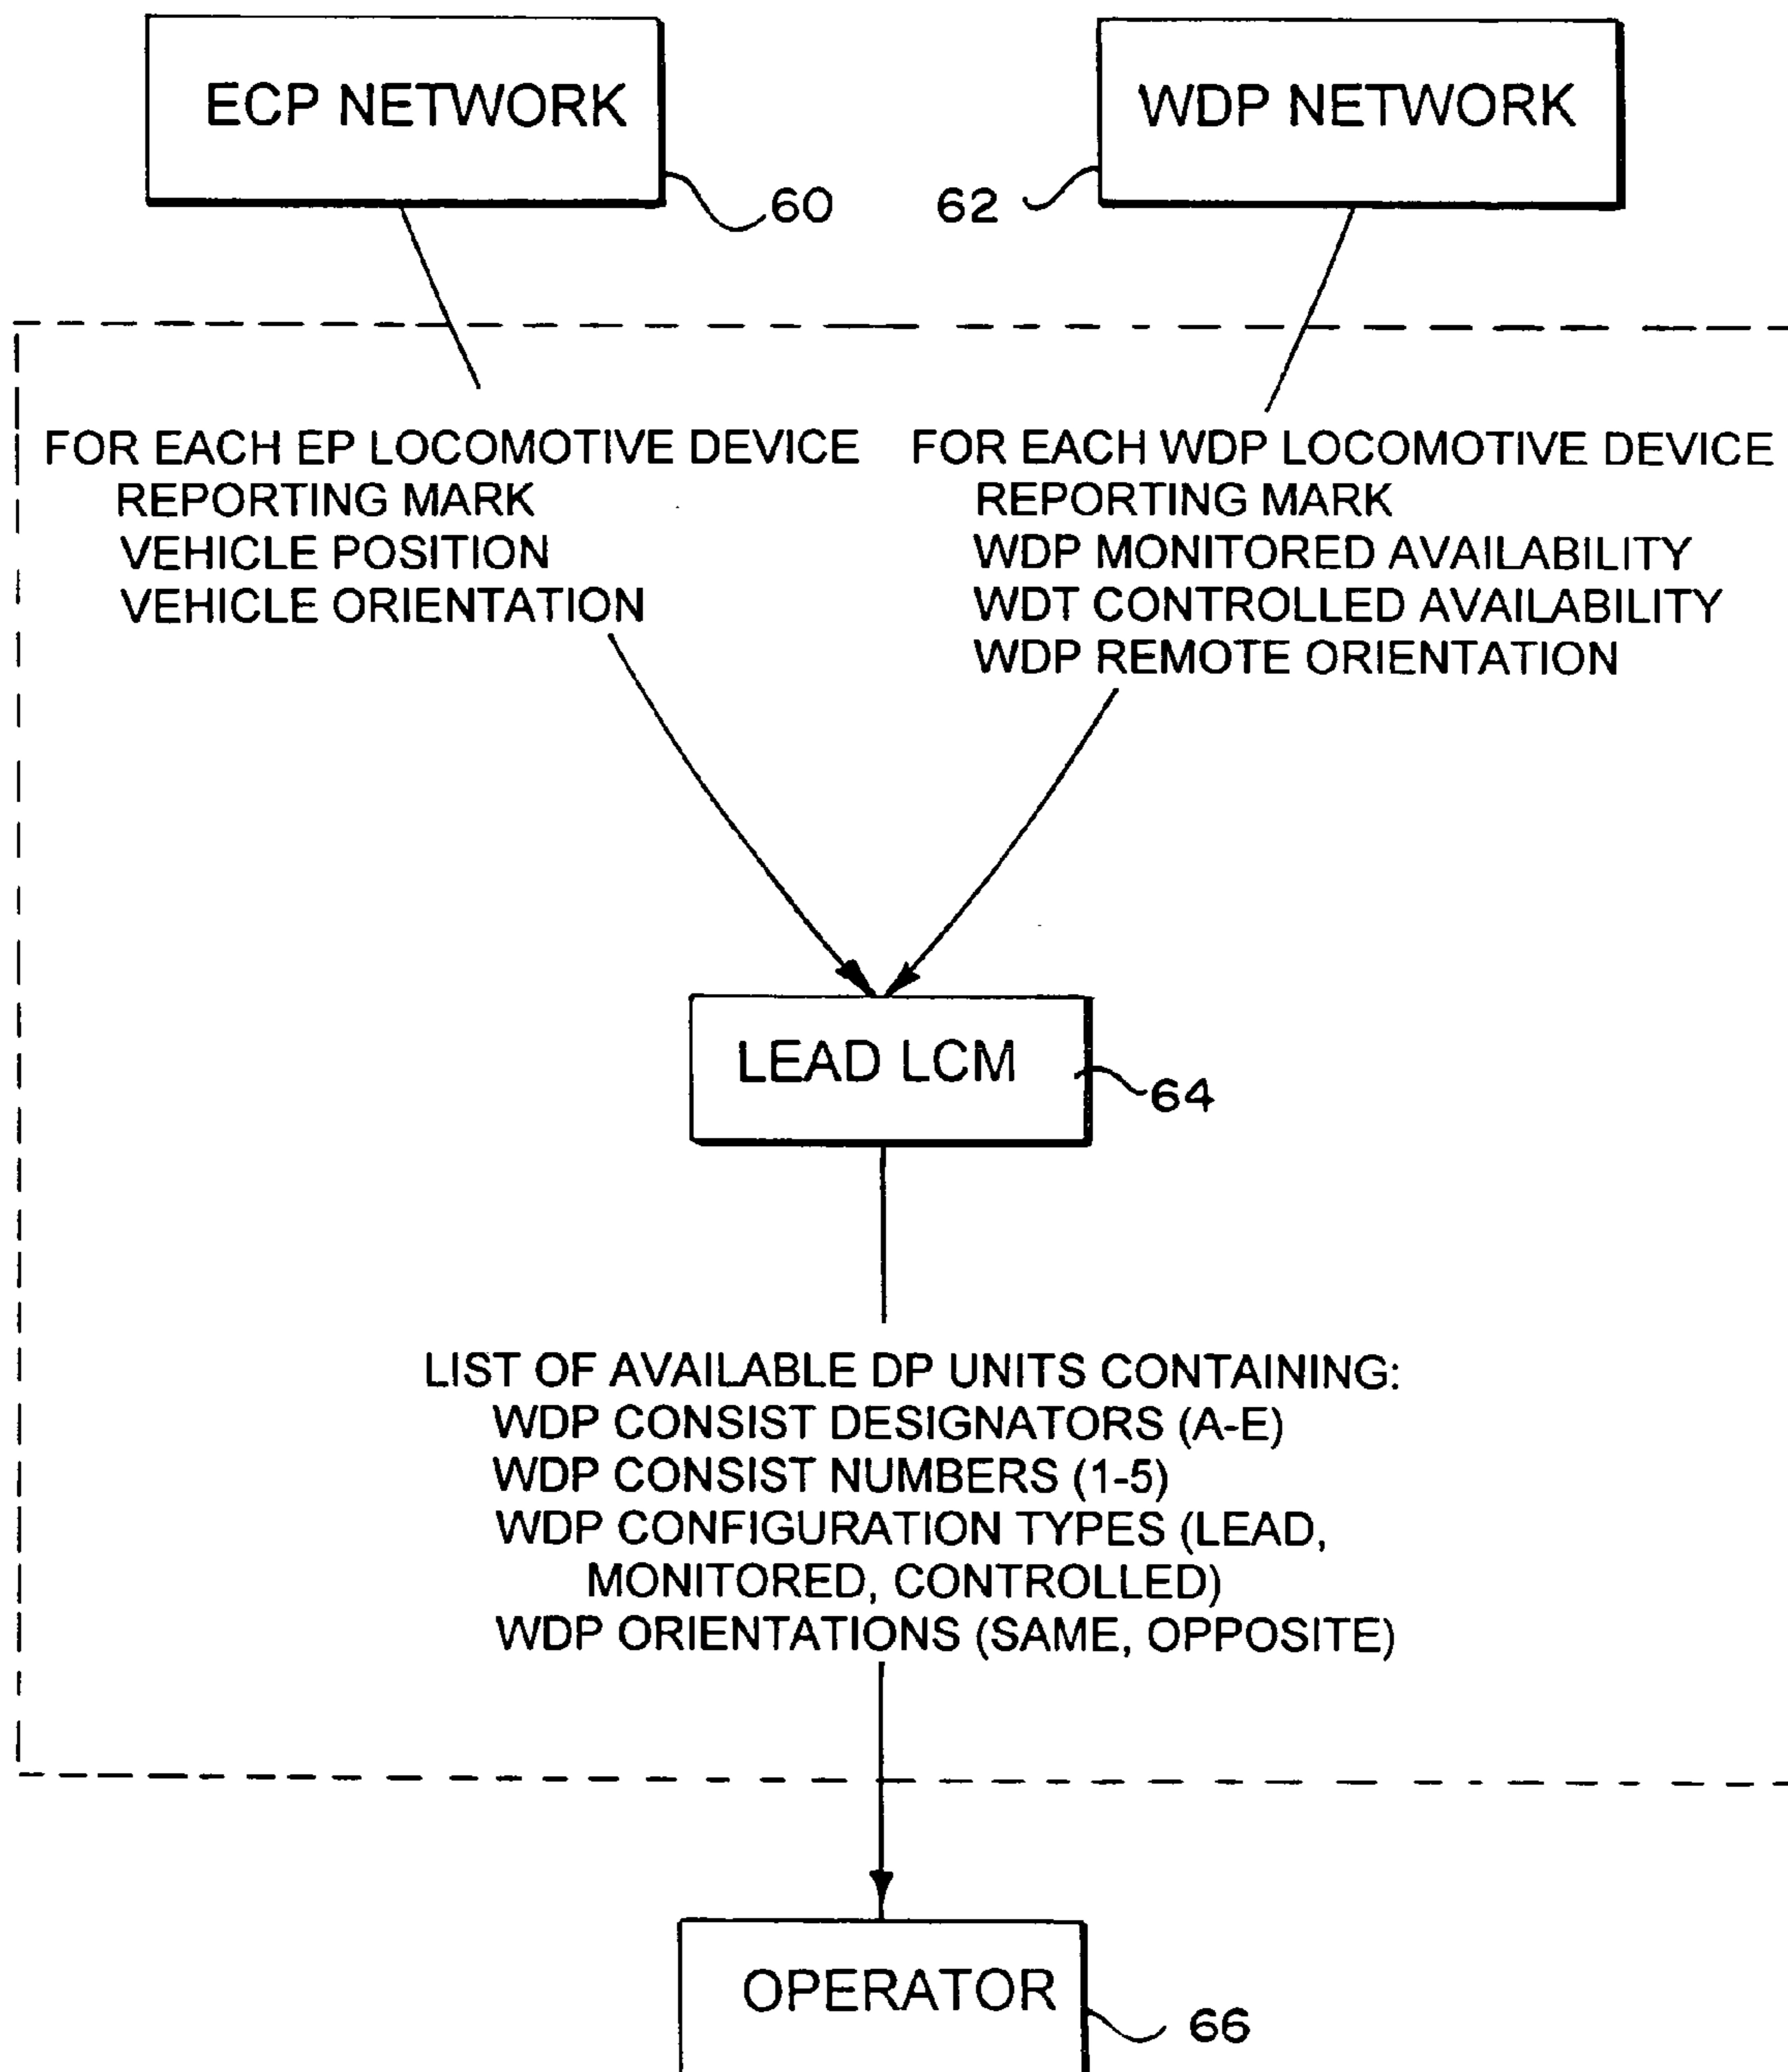 ECP NETWORK
WDP NETWORK
60
62
FOR EACH EP LOCOMOTIVE DEVICE
REPORTING MARK
VEHICLE POSITION
VEHICLE ORIENTATION
FOR EACH WDP LOCOMOTIVE DEVICE
REPORTING MARK
WDP MONITORED AVAILABILITY
WDT CONTROLLED AVAILABILITY
WDP REMOTE ORIENTATION
LEAD LCM
64
LIST OF AVAILABLE DP UNITS CONTAINING:
WDP CONSIST DESIGNATORS (A-E)
WDP CONSIST NUMBERS (1-5)
WDP CONFIGURATION TYPES (LEAD,
MONITORED, CONTROLLED)
WDP ORIENTATIONS (SAME, OPPOSITE)
OPERATOR
66